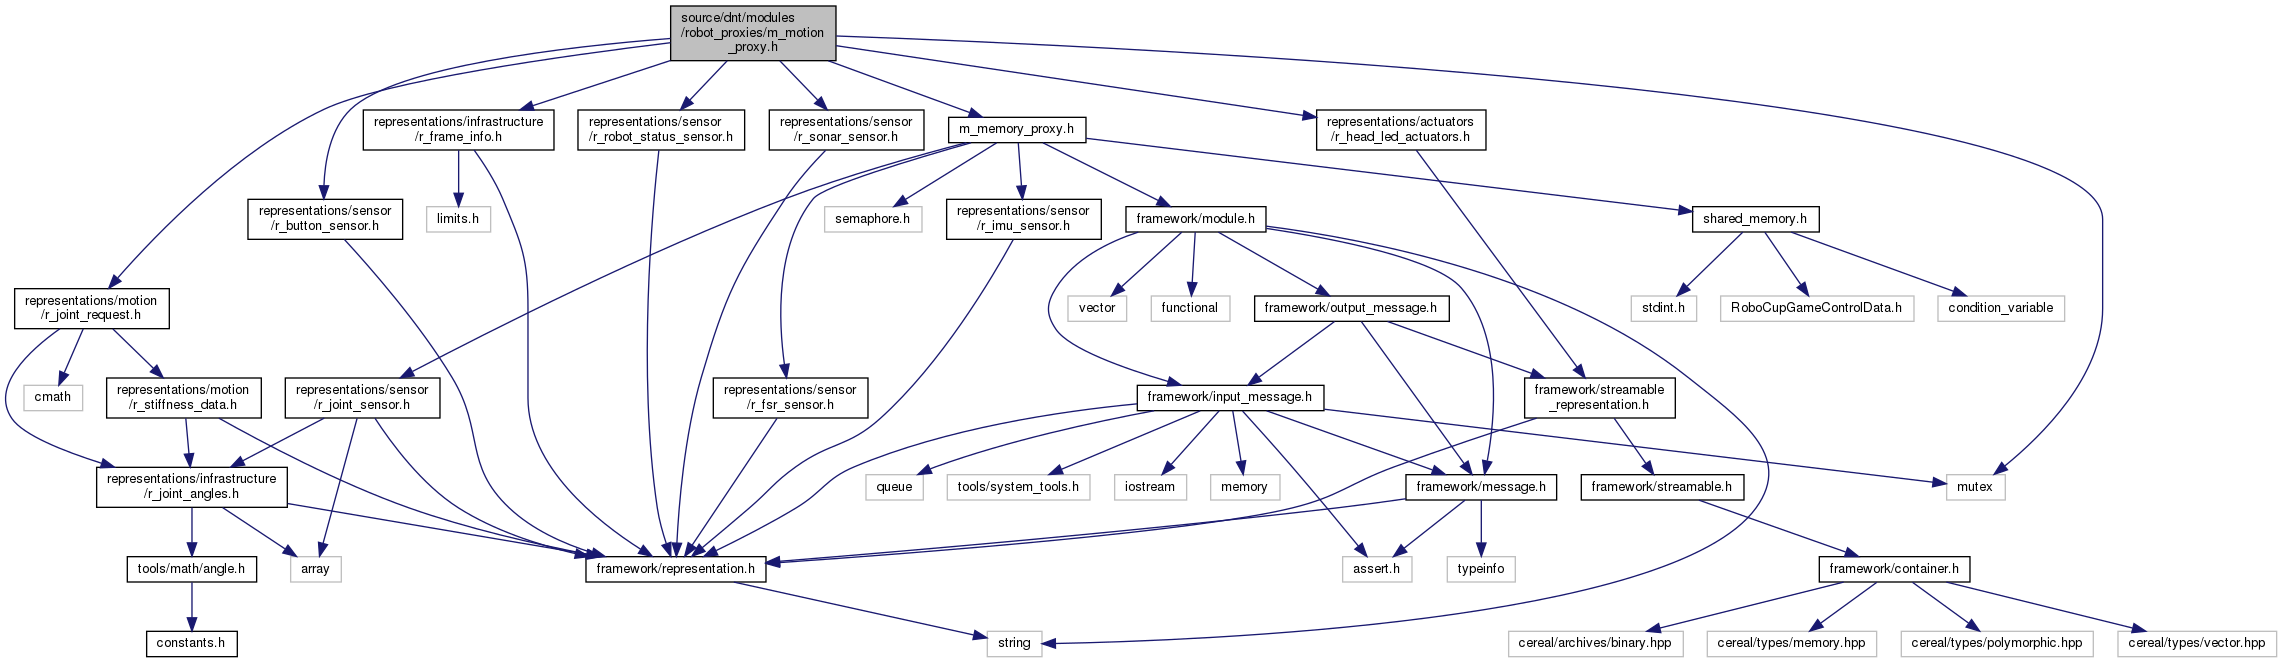 source/dnt/modules
/robot_proxies/m_motion
_proxy.h
representations/infrastructure
/r_frame_info.h
representations/sensor
/r_robot_status_sensor.h
representations/sensor
/r_sonar_sensor.h
m_memory_proxy.h
representations/actuators
/r_head_led_actuators.h
representations/sensor
/r_button_sensor.h
limits.h
semaphore.h
representations/sensor
/r_imu_sensor.h
framework/module.h
shared_memory.h
representations/motion
/r_joint_request.h
vector
functional
framework/output_message.h
stdint.h
RoboCupGameControlData.h
condition_variable
cmath
representations/motion
/r_stiffness_data.h
representations/sensor
/r_joint_sensor.h
representations/sensor
/r_fsr_sensor.h
framework/input_message.h
framework/streamable
_representation.h
representations/infrastructure
/r_joint_angles.h
queue
tools/system_tools.h
iostream
memory
framework/message.h
framework/streamable.h
mutex
tools/math/angle.h
array
framework/representation.h
assert.h
typeinfo
framework/container.h
constants.h
string
cereal/archives/binary.hpp
cereal/types/memory.hpp
cereal/types/polymorphic.hpp
cereal/types/vector.hpp